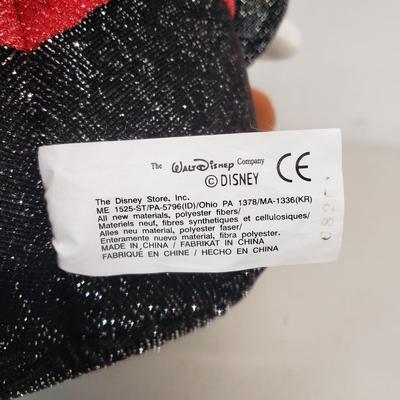 The Walt Disney Company
© DISNEY
CE
The Disney Store, Inc.
ME 1525-ST/PA-5796(ID)/Ohio PA 1378/MA-1336(KR)
All new materials, polyester fibers/
Materiels neuf, fibres synthetiques et cellulosiques/
Alles neu material, polyester faser/
Enteramente nuevo material, fibra polyester.
MADE IN CHINA / FABRIKAT IN CHINA
FABRIQUÉ EN CHINE / HECHO EN CHINA